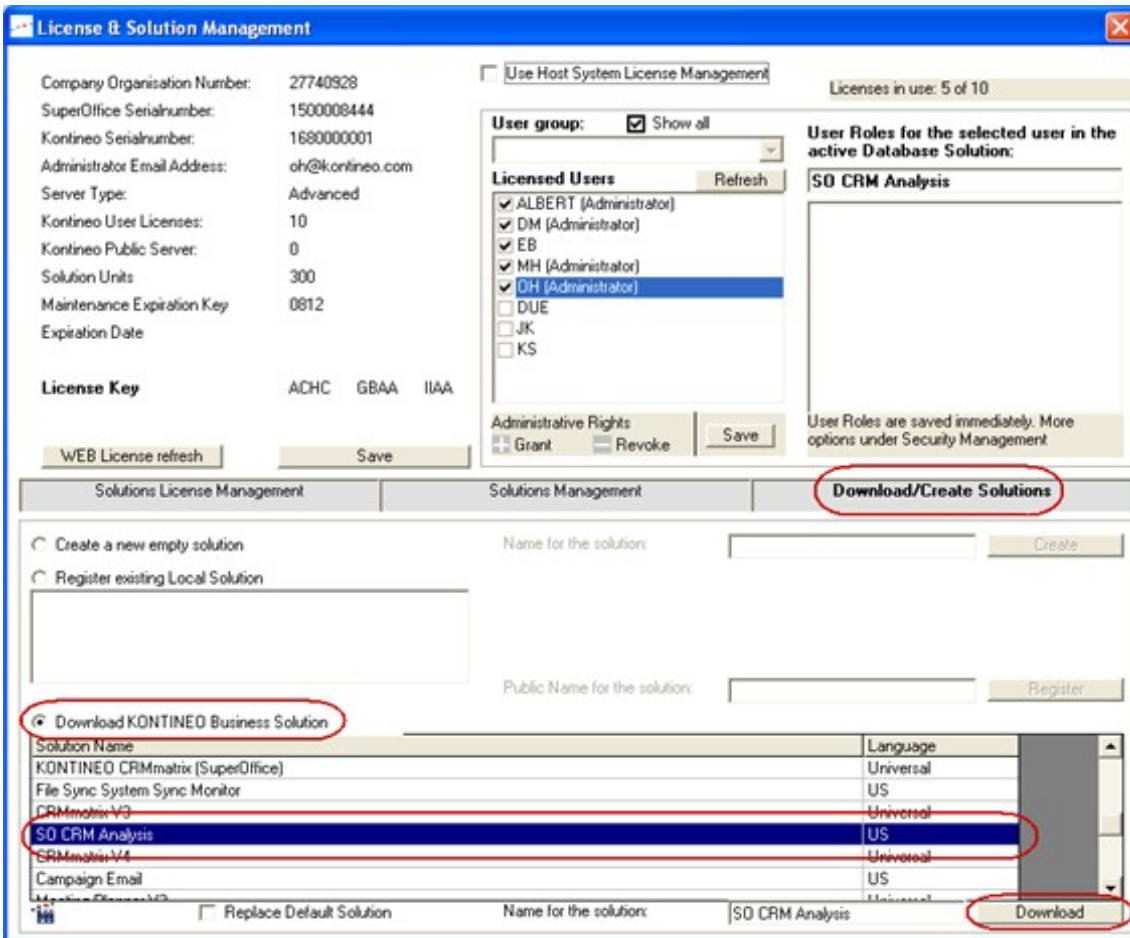 License & Solution Management
Company Organisation Number: 27740928
SuperOffice Serialnumber: 1500008444
Kontineo Serialnumber: 1680000001
Administrator Email Address: oh@kontineo.com
Server Type: Advanced
Kontineo User Licenses: 10
Kontineo Public Server: 0
Solution Units 300
Maintenance Expiration Key 0812
Expiration Date
License Key ACHC GBAA IIAA
WEB License refresh Save
Use Host System License Management
Licenses in use: 5 of 10
User group: Show all
Licensed Users Refresh
ALBERT (Administrator)
DM (Administrator)
EB
MH (Administrator)
OH (Administrator)
DUE
JK
KS
Administrative Rights
Grant Revoke Save
User Roles for the selected user in the
active Database Solution:
SO CRM Analysis
User Roles are saved immediately. More
options under Security Management
Solutions License Management Solutions Management Download/Create Solutions
Create a new empty solution Name for the solution: Create
Register existing Local Solution
Public Name for the solution: Register
Download KONTINEO Business Solution
Solution Name Language
KONTINEO CRMmatrix (SuperOffice) Universal
File Sync System Sync Monitor US
CRMmatrix V3 Universal
SO CRM Analysis US
CRMmatrix V4 Universal
Campaign Email US
Meeting Planner V2 Universal
Replace Default Solution Name for the solution: SO CRM Analysis Download